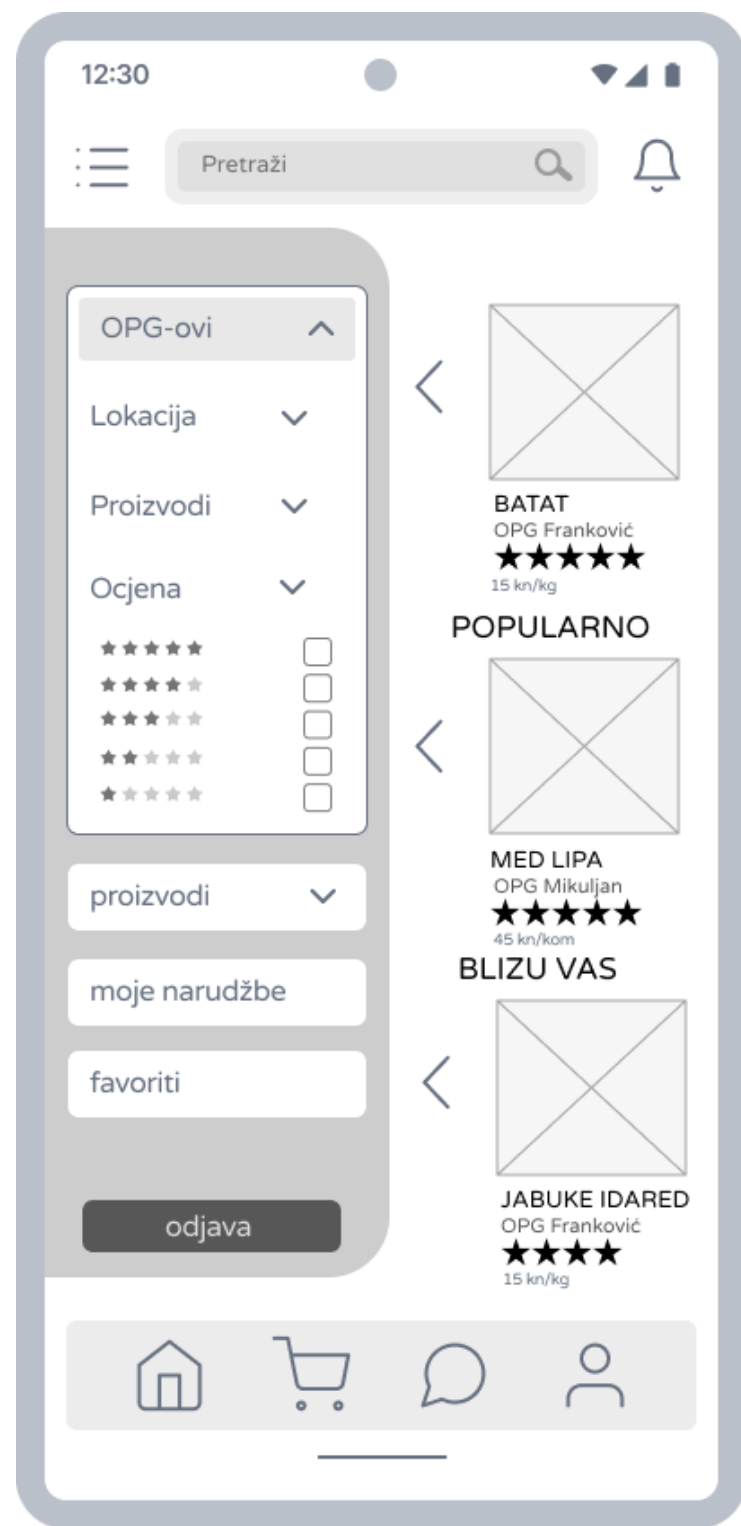 12:30
Pretraži
OPG-ovi
Lokacija
Proizvodi
Ocjena
proizvodi
moje narudžbe
favoriti
odjava
BATAT
OPG Franković
15 kn/kg
POPULARNO
MED LIPA
OPG Mikuljan
45 kn/kom
BLIZU VAS
JABUKE IDARED
OPG Franković
15 kn/kg